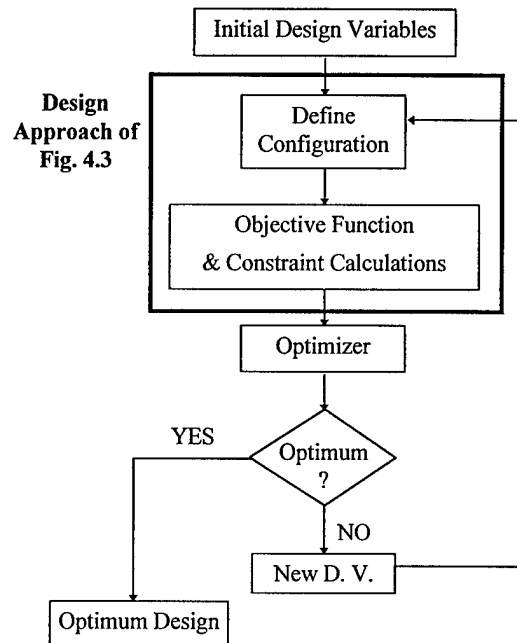 Initial Design Variables
Design
Approach of
Fig. 4.3
Define
Configuration
Objective Function
& Constraint Calculations
Optimizer
YES
Optimum
?
NO
New D. V.
Optimum Design